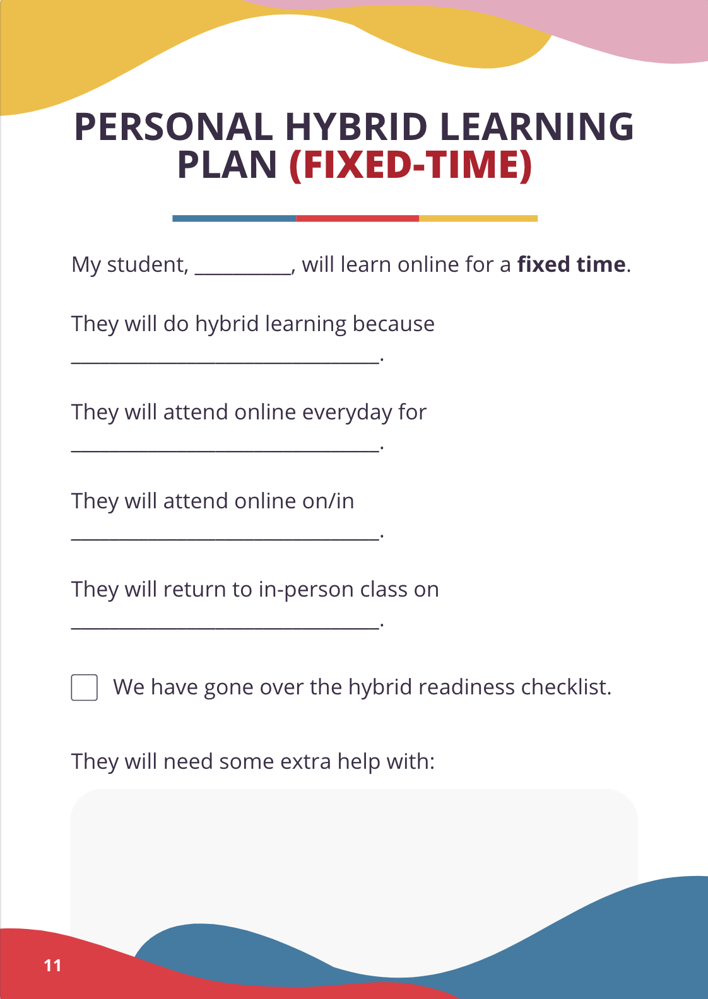 PERSONAL HYBRID LEARNING
PLAN (FIXED-TIME)
My student, __________, will learn online for a fixed time.
They will do hybrid learning because
________________________________.
They will attend online everyday for
________________________________.
They will attend online on/in
________________________________.
They will return to in-person class on
________________________________.
We have gone over the hybrid readiness checklist.
They will need some extra help with:
11